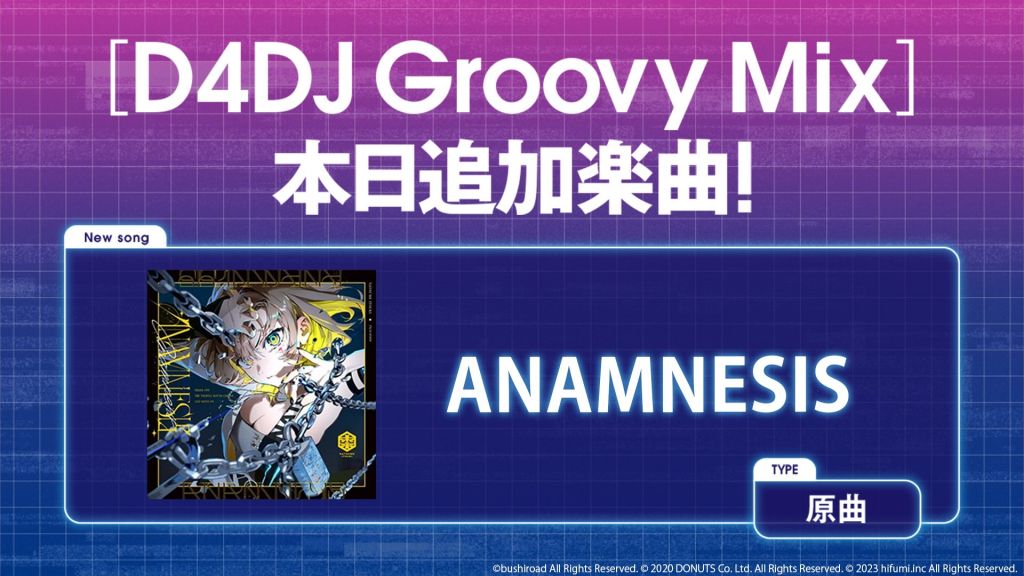 [D4DJ Groovy Mix]
本日追加楽曲!
New song
ANAMNESIS
ANAMNESIS
TYPE
原曲
©bushiroad All Rights Reserved. © 2020 DONUTS Co. Ltd. All Rights Reserved. © 2023 hifumi.inc All Rights Reserved.